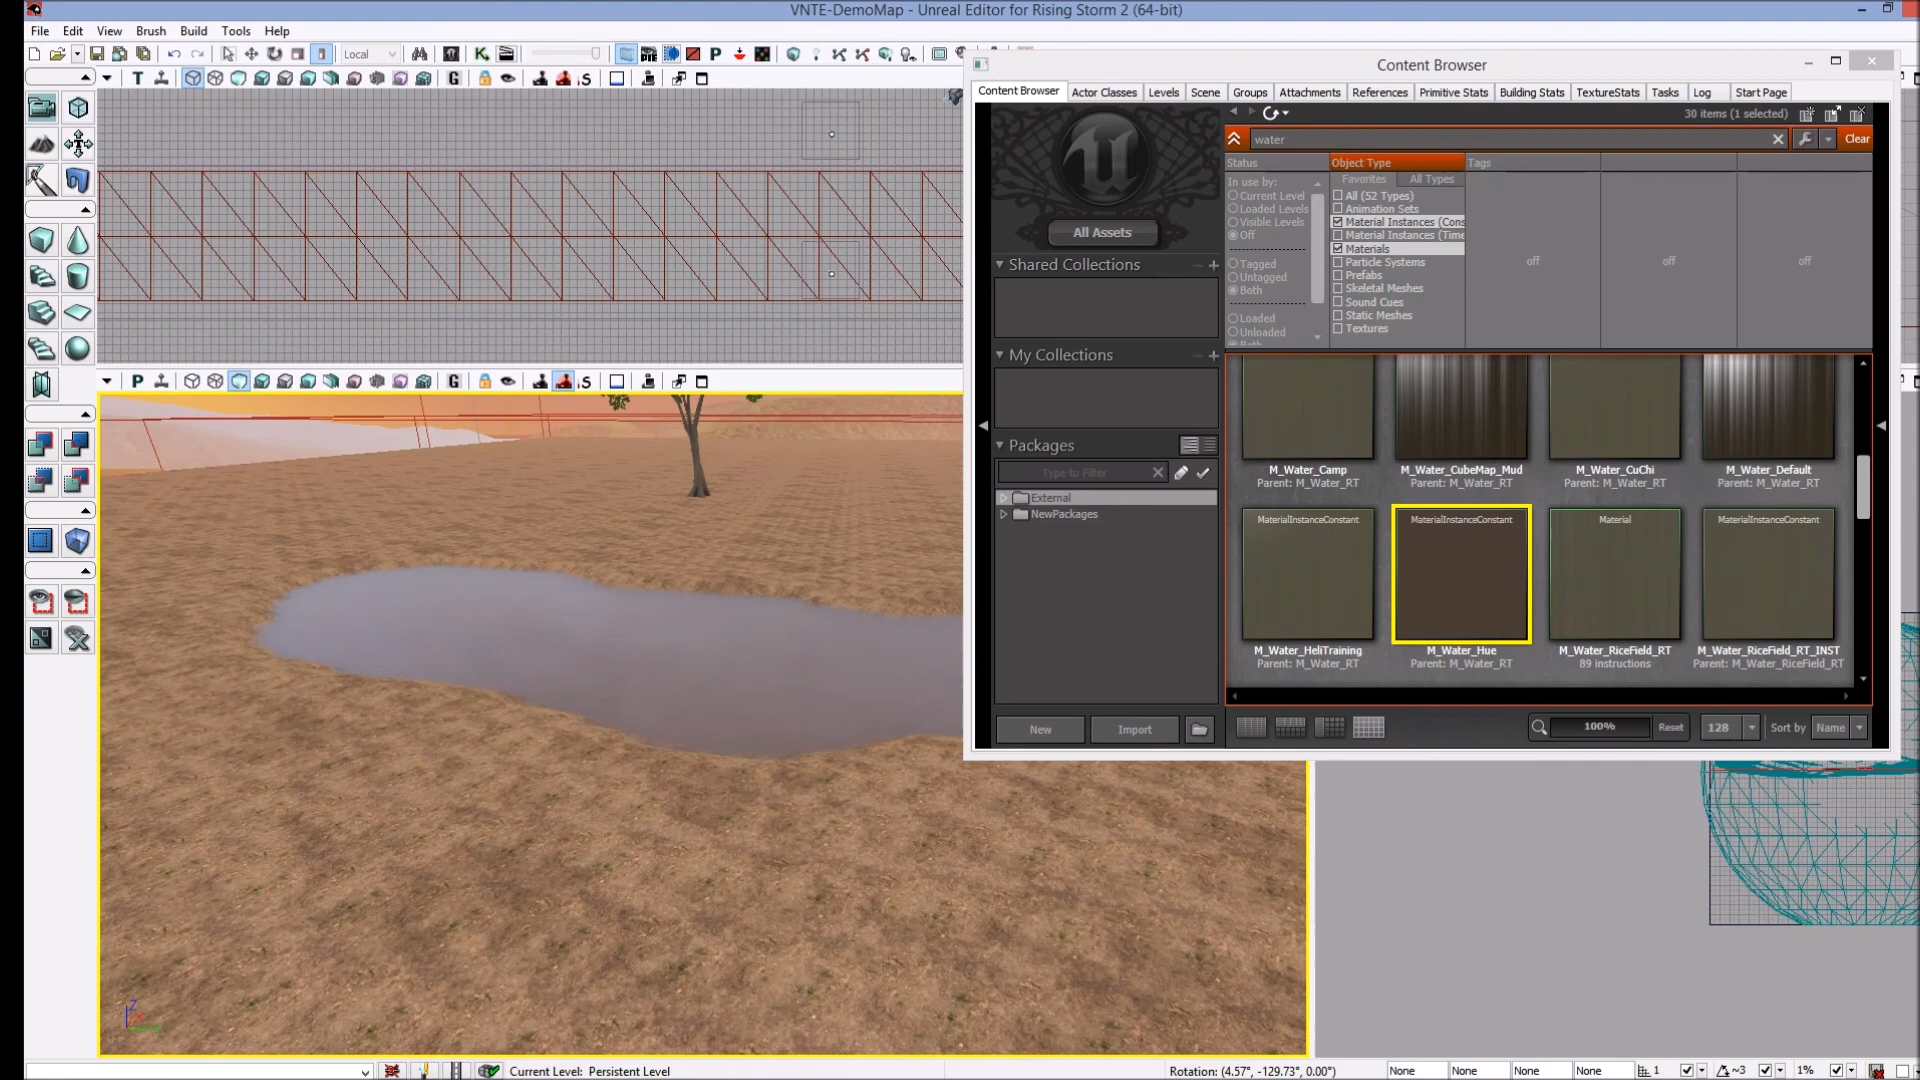 VNTE-DemoMap - Unreal Editor for Rising Storm 2 (64-bit)
File Edit View Brush Build Tools Help
Local
Content Browser
Content Browser Actor Classes Levels Scene Groups Attachments References Primitive Stats Building Stats TextureStats Tasks Log Start Page
30 items (1 selected)
water
Clear
Status
Object Type
Tags
In use by:
Current Level
Loaded Levels
Visible Levels
Off
Tagged
Untagged
Both
Loaded
Unloaded
Both
Favorites All Types
All (52 Types)
Animation Sets
Material Instances (Cons
Material Instances (Time
Materials
Particle Systems
Prefabs
Skeletal Meshes
Sound Cues
Static Meshes
Textures
off off off
All Assets
Shared Collections
My Collections
Packages
Type to Filter
External
NewPackages
New Import
M_Water_Camp
Parent: M_Water_RT
M_Water_CubeMap_Mud
Parent: M_Water_RT
M_Water_CuChi
Parent: M_Water_RT
M_Water_Default
Parent: M_Water_RT
MaterialInstanceConstant
M_Water_HeliTraining
Parent: M_Water_RT
MaterialInstanceConstant
M_Water_Hue
Parent: M_Water_RT
Material
M_Water_RiceField_RT
89 instructions
MaterialInstanceConstant
M_Water_RiceField_RT_INST
Parent: M_Water_RiceField_RT
100% Reset 128 Sort by Name
T G S
P G S
Z
Current Level: Persistent Level
Rotation: (4.57°, -129.73°, 0.00°)
None None None None 1 ~3 1%